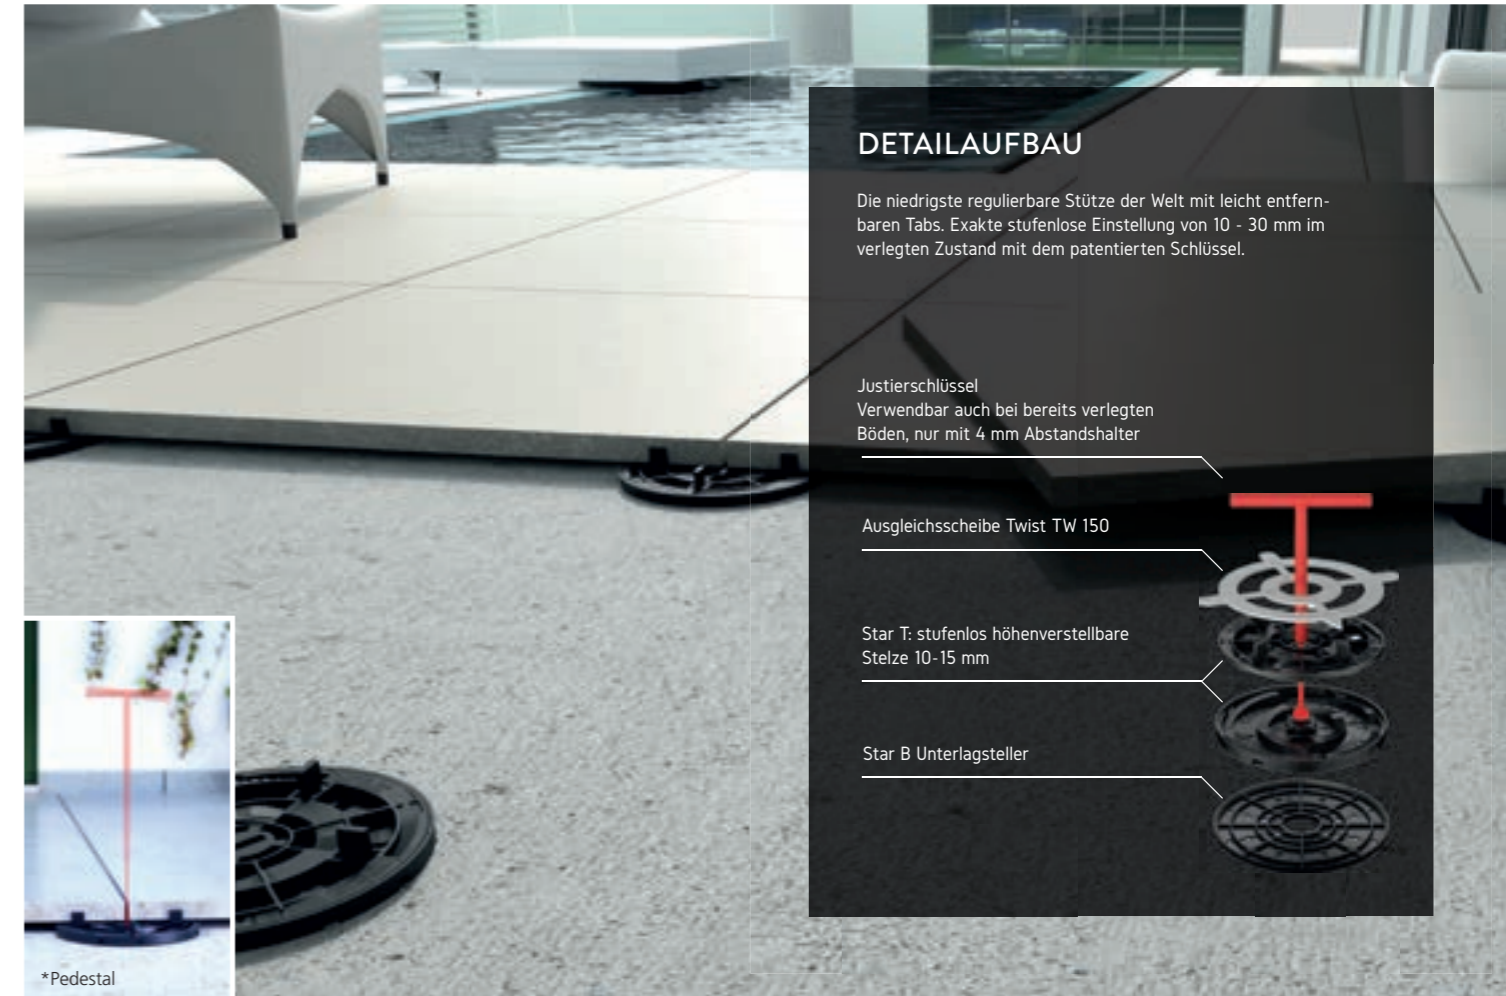 DETAILAUFBAU
Die niedrigste regulierbare Stütze der Welt mit leicht entfern-
baren Tabs. Exakte stufenlose Einstellung von 10 - 30 mm im
verlegten Zustand mit dem patentierten Schlüssel.
Justierschlüssel
Verwendbar auch bei bereits verlegten
Böden, nur mit 4 mm Abstandshalter
Ausgleichsscheibe Twist TW 150
Star T: stufenlos höhenverstellbare
Stelze 10-15 mm
Star B Unterlagsteller
*Pedestal